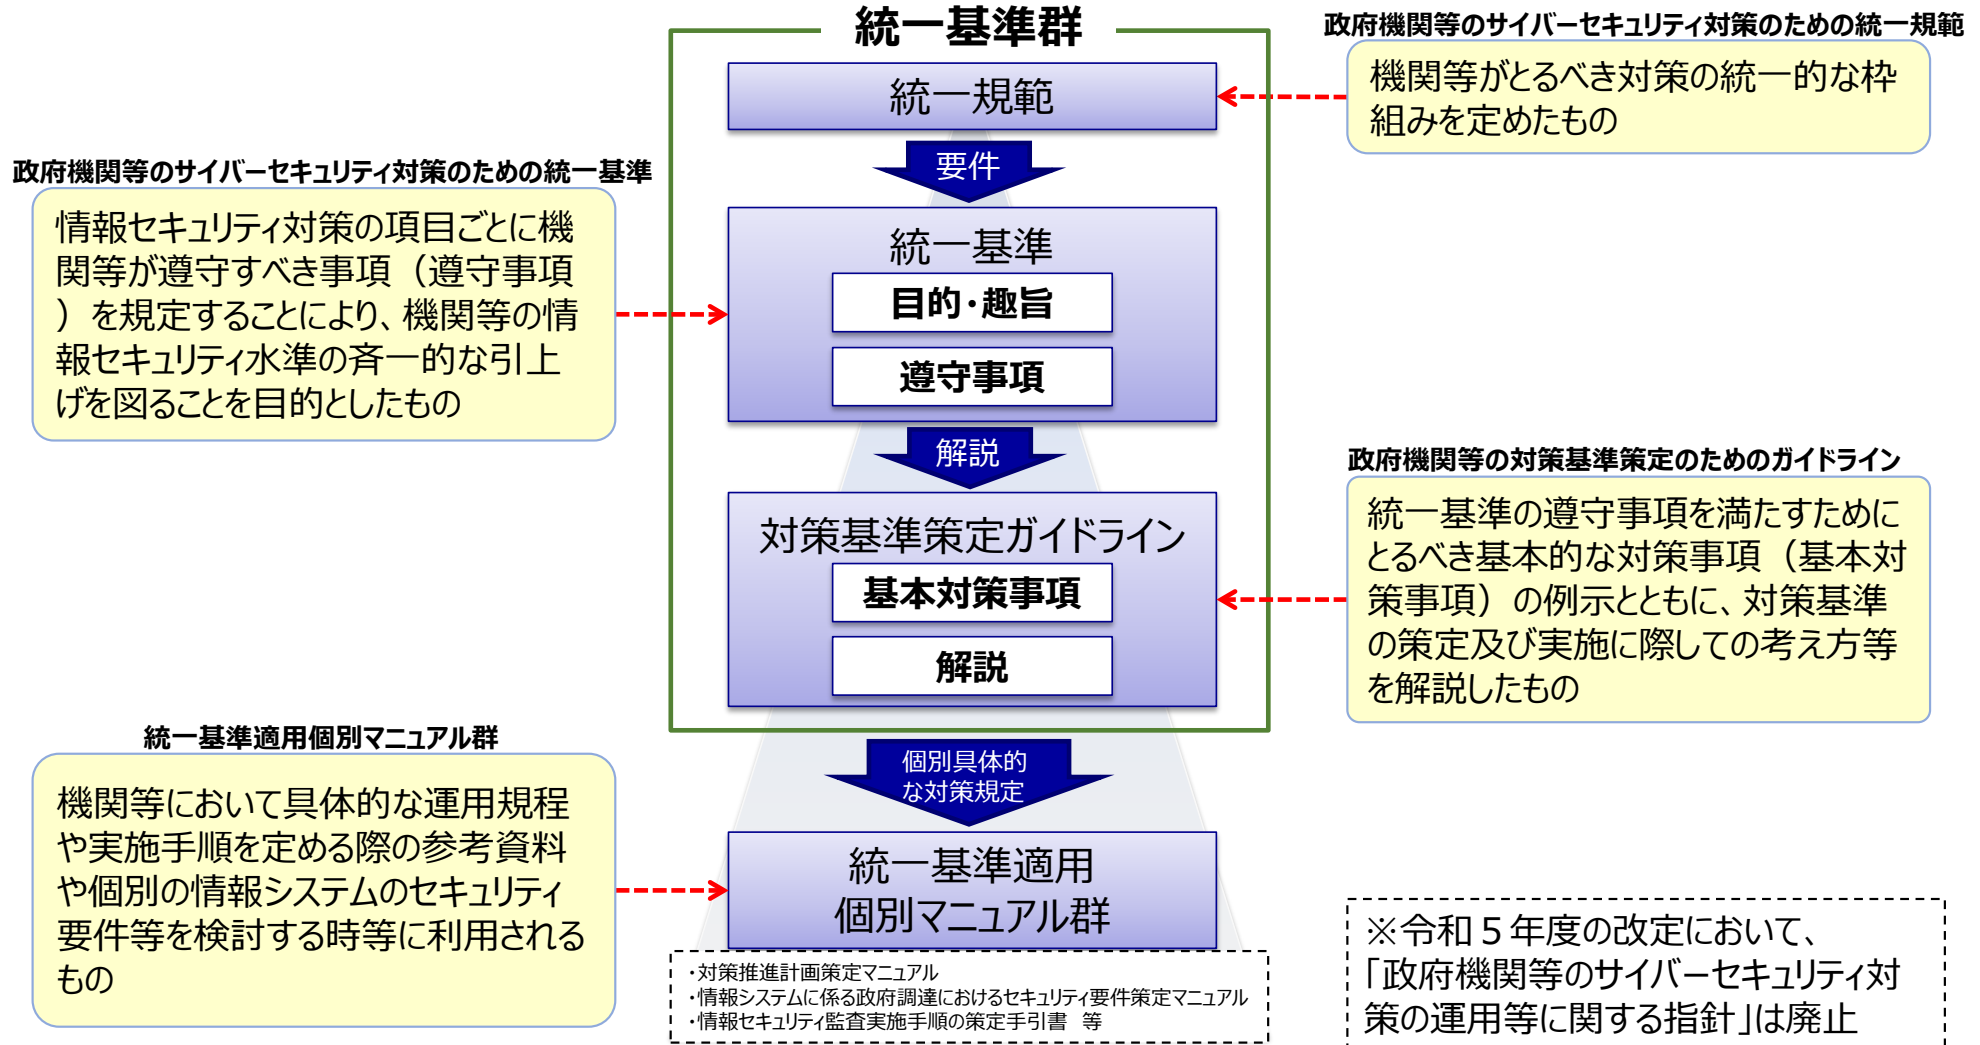 統一基準群
政府機関等のサイバーセキュリティ対策のための統一規範
統一規範
機関等がとるべき対策の統一的な枠
組みを定めたもの
要件
政府機関等のサイバーセキュリティ対策のための統一基準
情報セキュリティ対策の項目ごとに機
関等が遵守すべき事項（遵守事項
）を規定することにより、機関等の情
報セキュリティ水準の斉一的な引上
げを図ることを目的としたもの
統一基準
目的・趣旨
遵守事項
解説
政府機関等の対策基準策定のためのガイドライン
対策基準策定ガイドライン
基本対策事項
解説
統一基準の遵守事項を満たすために
とるべき基本的な対策事項（基本対
策事項）の例示とともに、対策基準
の策定及び実施に際しての考え方等
を解説したもの
統一基準適用個別マニュアル群
機関等において具体的な運用規程
や実施手順を定める際の参考資料
や個別の情報システムのセキュリティ
要件等を検討する時等に利用される
もの
個別具体的
な対策規定
統一基準適用
個別マニュアル群
・対策推進計画策定マニュアル
・情報システムに係る政府調達におけるセキュリティ要件策定マニュアル
・情報セキュリティ監査実施手順の策定手引書　等
※令和５年度の改定において、
「政府機関等のサイバーセキュリティ対
策の運用等に関する指針」は廃止